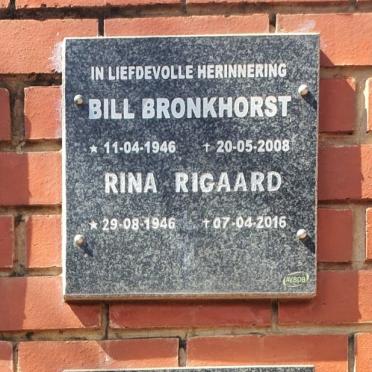 IN LIEFDEVOLLE HERINNERING
BILL BRONKHORST
★ 11-04-1946 ✝ 20-05-2008
RINA RIGAARD
★ 29-08-1946 ✝ 07-04-2016